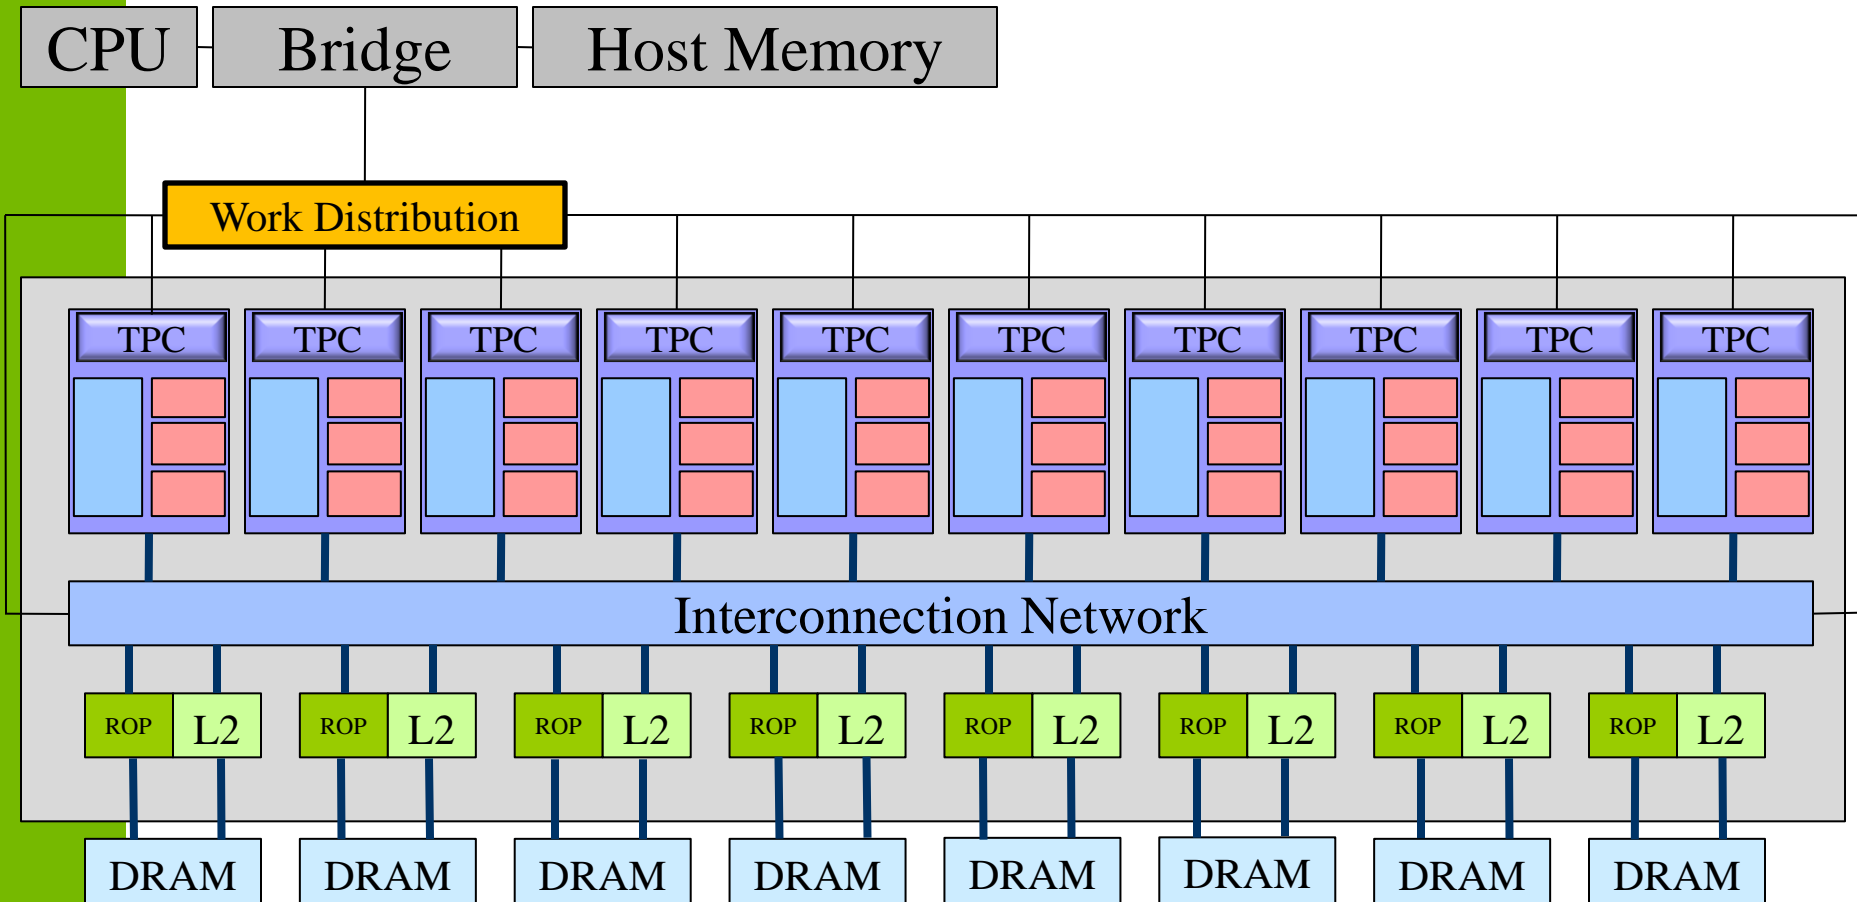 CPU
Bridge
Host Memory
Work Distribution
TPC
TPC
TPC
TPC
TPC
TPC
TPC
TPC
TPC
TPC
Interconnection Network
ROP
L2
ROP
L2
ROP
L2
ROP
L2
ROP
L2
ROP
L2
ROP
L2
ROP
L2
DRAM
DRAM
DRAM
DRAM
DRAM
DRAM
DRAM
DRAM